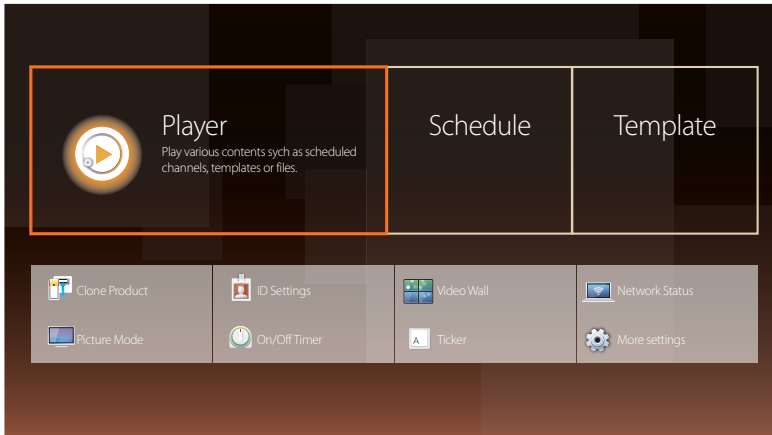 Player
Play various contents sych as scheduled
channels, templates or files.
Schedule
Template
Clone Product
ID Settings
Video Wall
Network Status
Picture Mode
On/Off Timer
A
Ticker
More settings